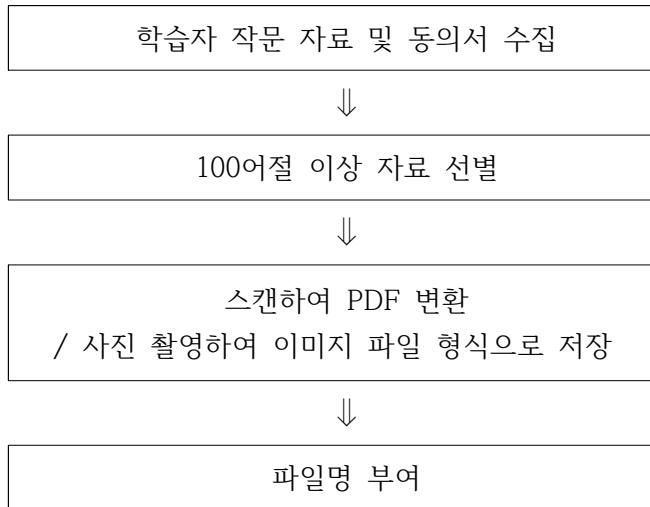 학습자 작문 자료 및 동의서 수집
⇓
100어절 이상 자료 선별
⇓
스캔하여 PDF 변환
/ 사진 촬영하여 이미지 파일 형식으로 저장
⇓
파일명 부여